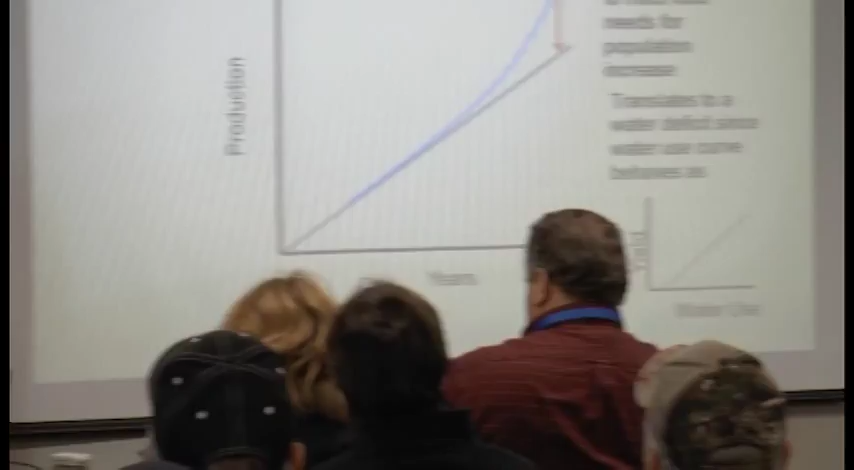 needs for
population
increase
Translates to a
water deficit since
water use curve
behaves as
Production
Years
Yield
Water Use